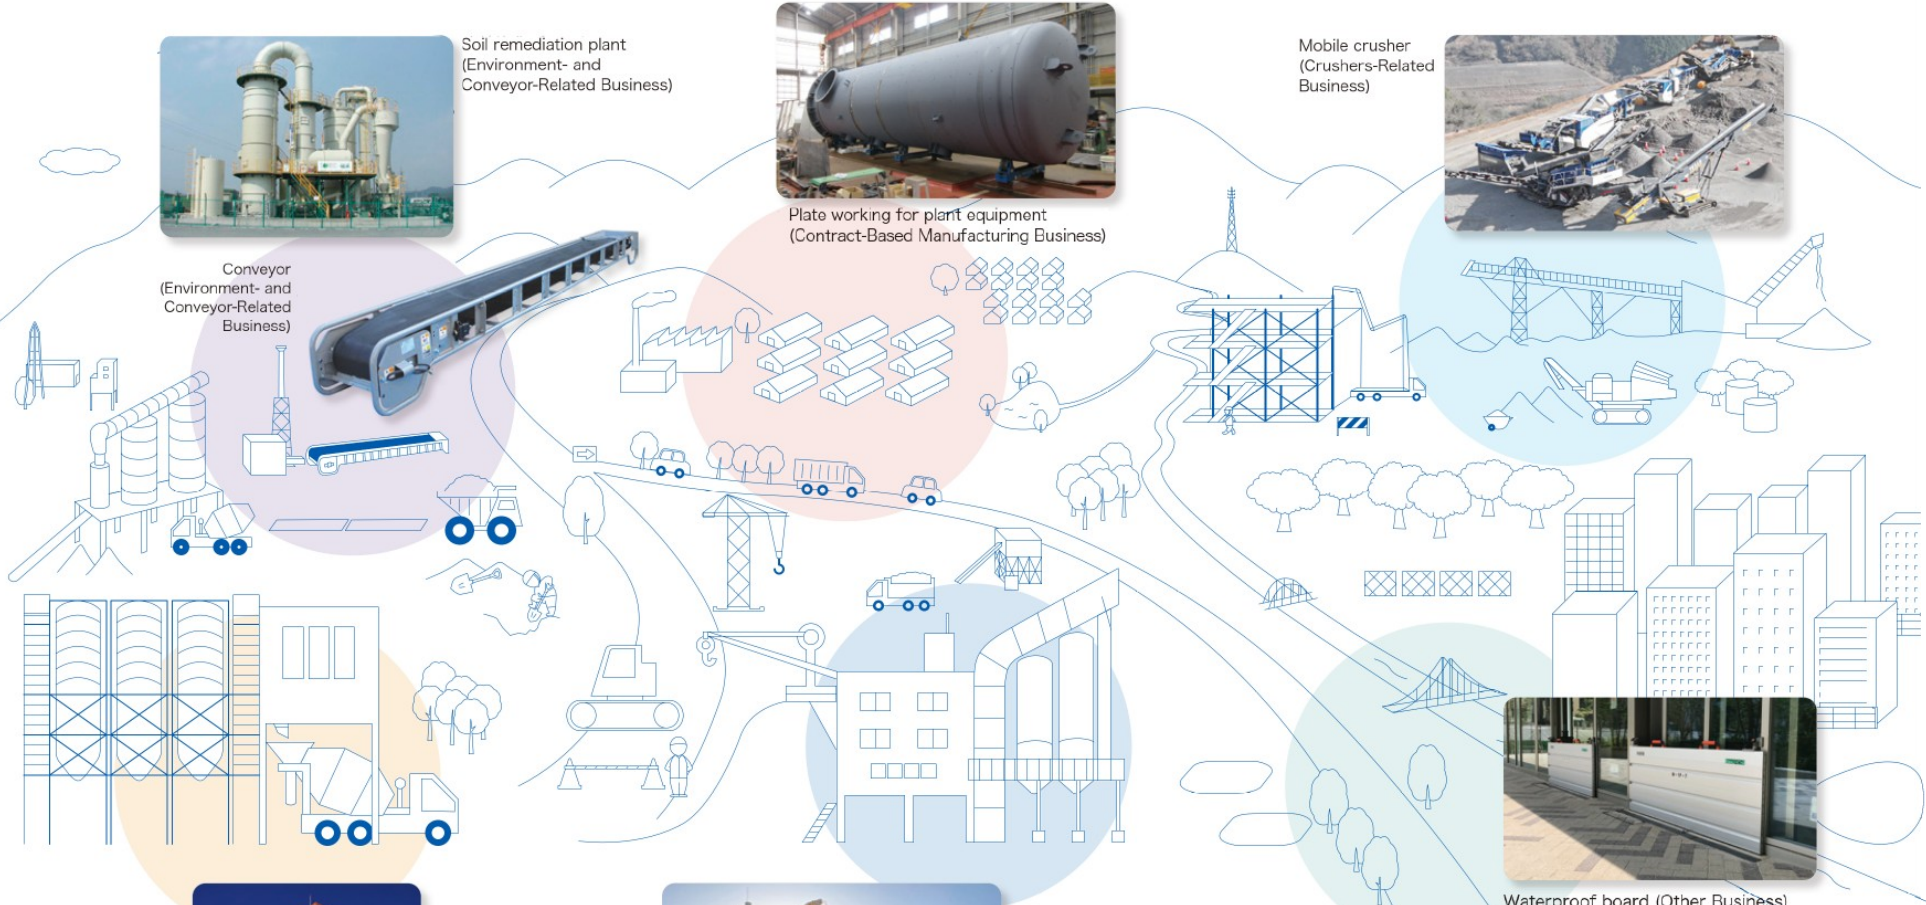 Soil remediation plant
(Environment- and
Conveyor-Related Business)
Plate working for plant equipment
(Contract-Based Manufacturing Business)
Mobile crusher
(Crushers-Related
Business)
Conveyor
(Environment- and
Conveyor-Related
Business)
Waterproof board (Other Business)